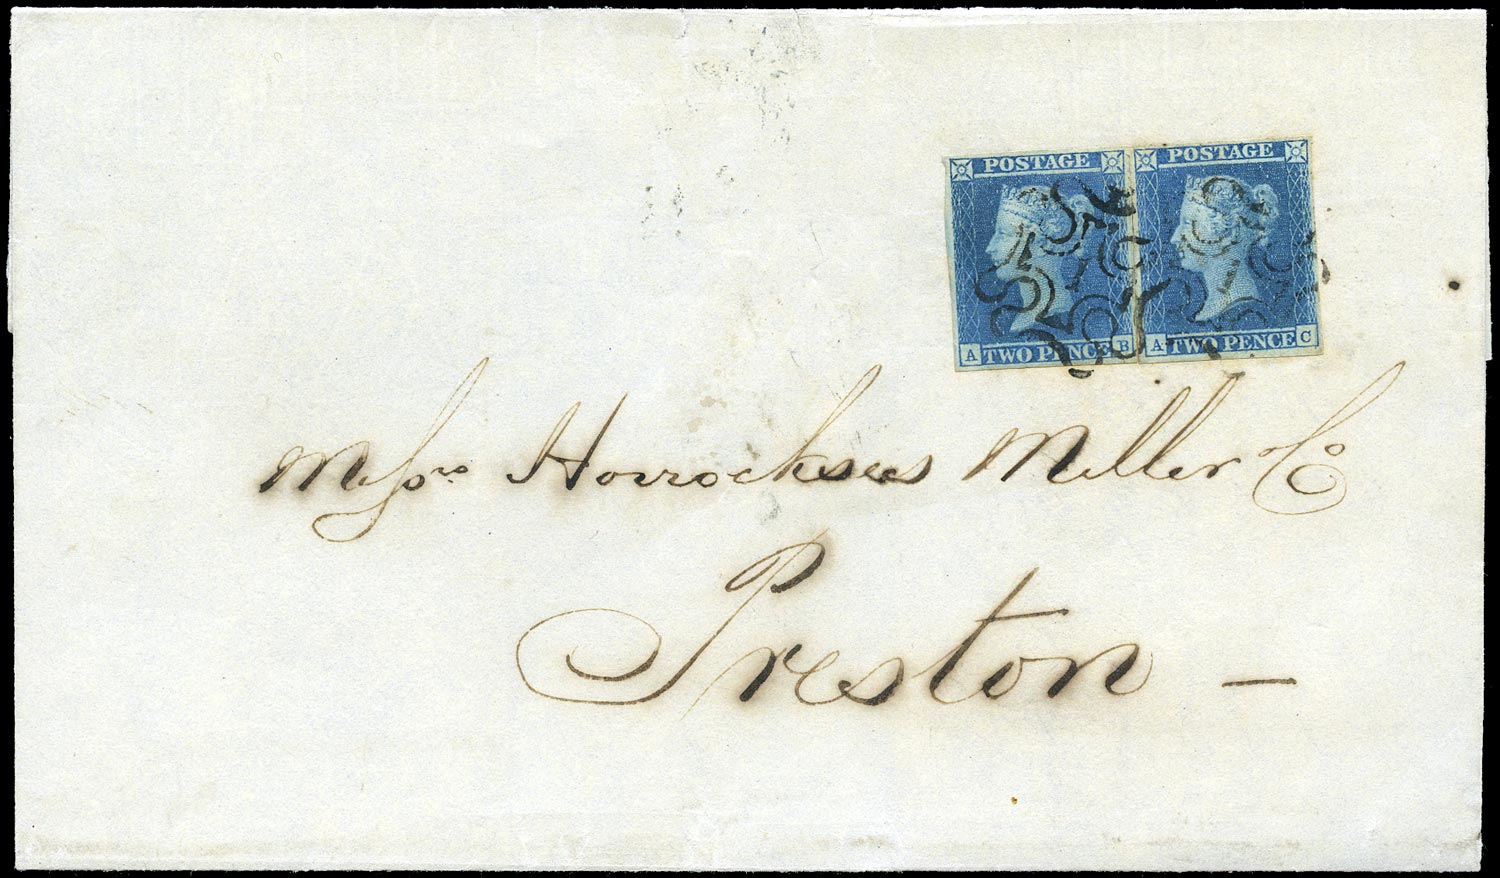 POSTAGE POSTAGE
A TWO PENCE B A TWO PENCE C
Messrs Horrockses Miller & Co
Preston —